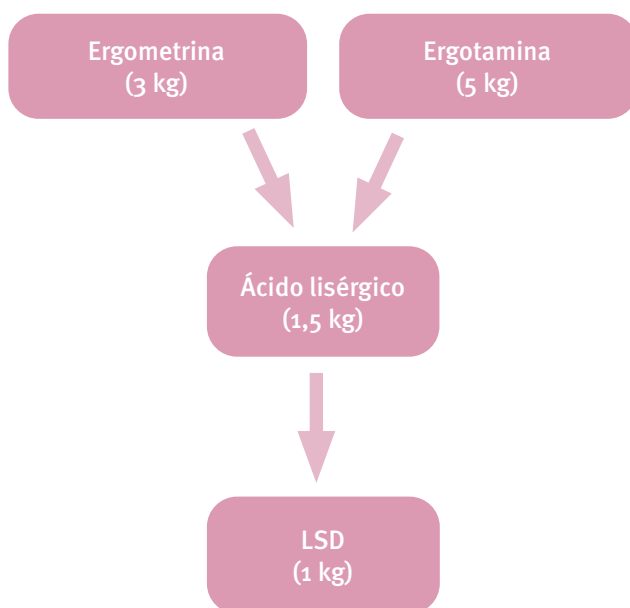 Ergometrina
(3 kg)
Ergotamina
(5 kg)
Ácido lisérgico
(1,5 kg)
LSD
(1 kg)